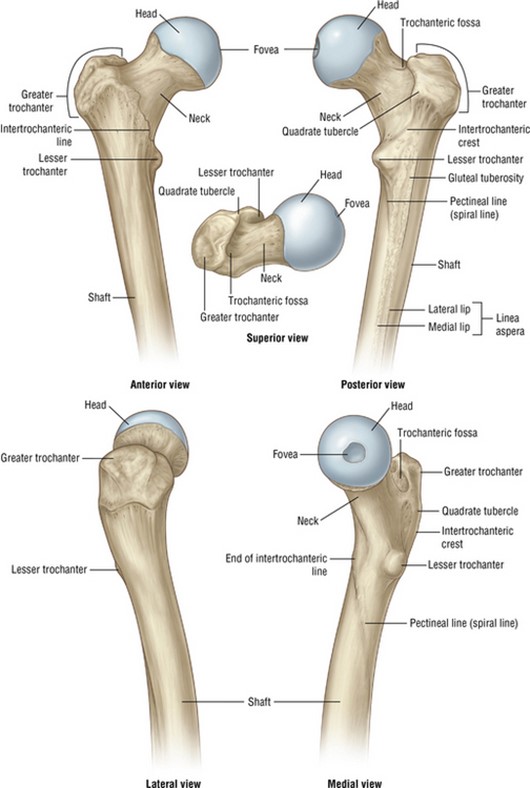 Head
Fovea
Greater
trochanter
Neck
Intertrochanteric
line
Lesser
trochanter
Shaft
Anterior view
Head
Trochanteric fossa
Greater
trochanter
Neck
Quadrate tubercle
Intertrochanteric
crest
Lesser trochanter
Gluteal tuberosity
Pectineal line
(spiral line)
Shaft
Lateral lip
Medial lip
Linea
aspera
Posterior view
Lesser trochanter
Quadrate tubercle
Head
Fovea
Neck
Trochanteric fossa
Greater trochanter
Superior view
Head
Greater trochanter
Lesser trochanter
Shaft
Lateral view
Head
Trochanteric fossa
Fovea
Greater trochanter
Neck
Quadrate tubercle
Intertrochanteric
crest
End of intertrochanteric
line
Lesser trochanter
Pectineal line (spiral line)
Medial view